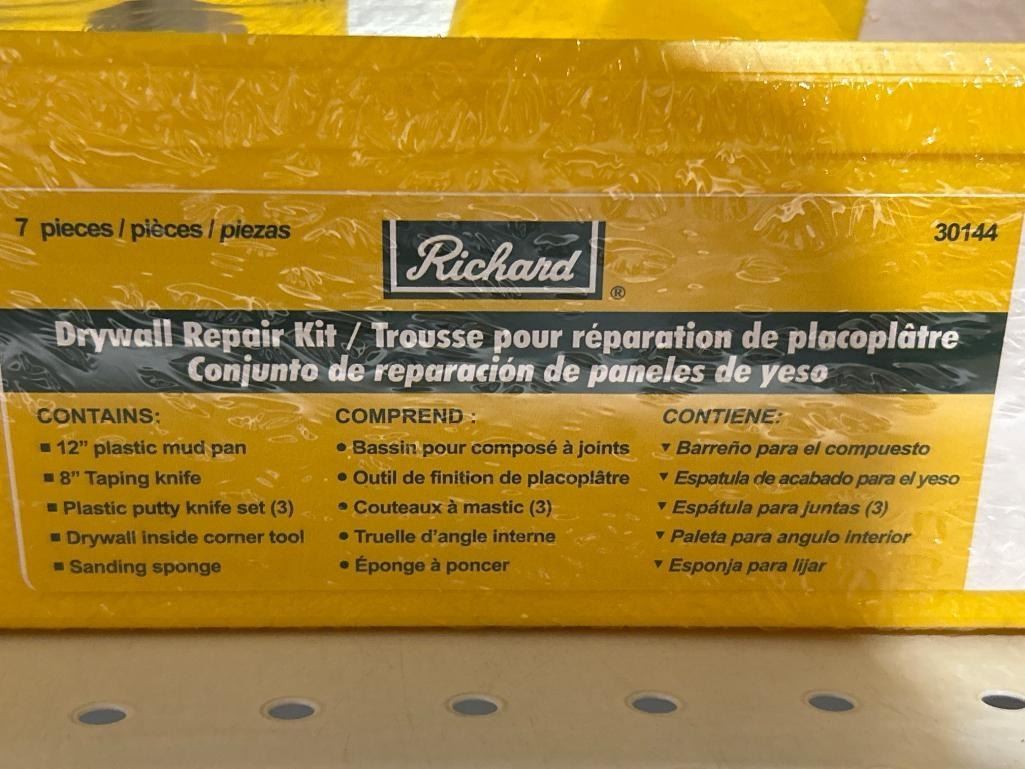 7 pieces / pièces / piezas
Richard
®
30144
Drywall Repair Kit / Trousse pour réparation de placoplâtre
Conjunto de reparación de paneles de yeso
CONTAINS:
▪ 12” plastic mud pan
▪ 8” Taping knife
▪ Plastic putty knife set (3)
▪ Drywall inside corner tool
▪ Sanding sponge
COMPREND :
• Bassin pour composé à joints
• Outil de finition de placoplâtre
• Couteaux à mastic (3)
• Truelle d’angle interne
• Éponge à poncer
CONTIENE:
▾ Barreño para el compuesto
▾ Espatula de acabado para el yeso
▾ Espátula para juntas (3)
▾ Paleta para angulo interior
▾ Esponja para lijar